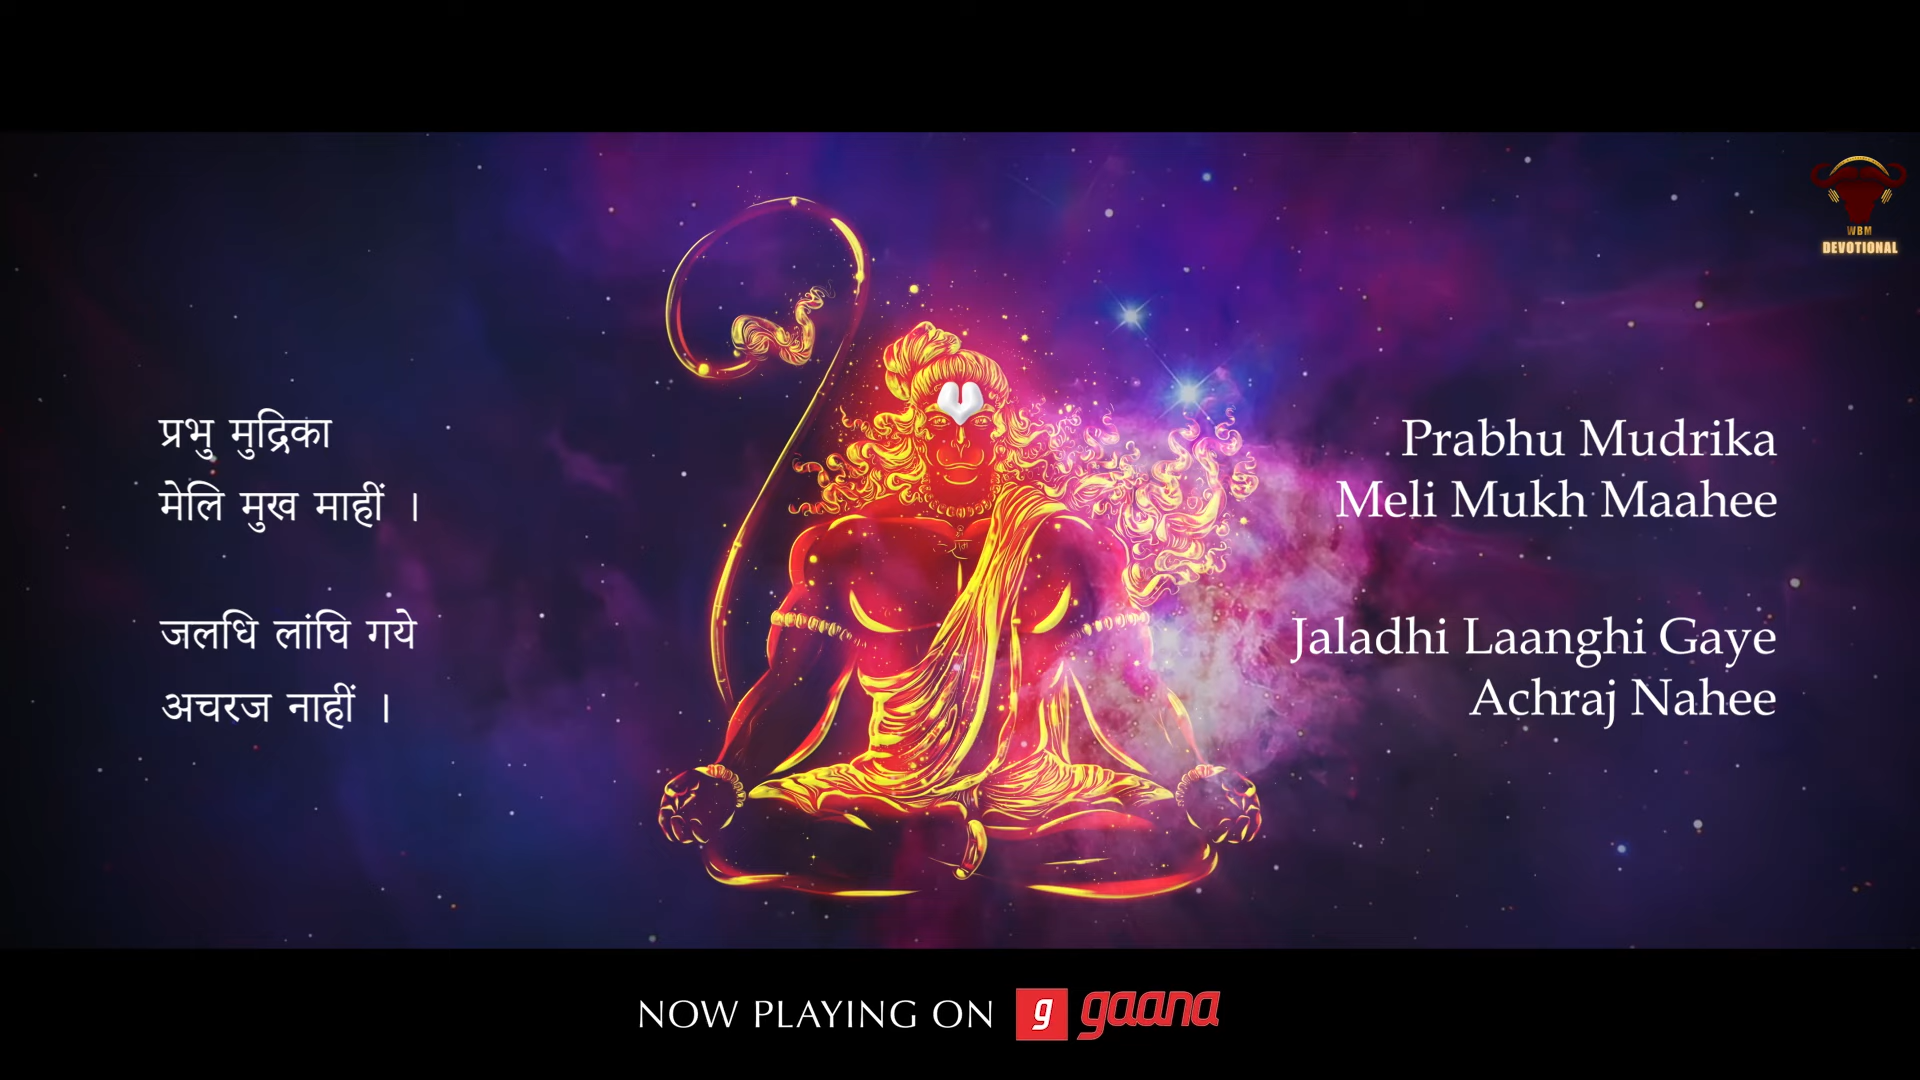 प्रभु मुद्रिका
मेलि मुख माहीं ।
जलधि लांघि गये
अचरज नाहीं ।
Prabhu Mudrika
Meli Mukh Maahee
Jaladhi Laanghi Gaye
Achraj Nahee
WBM
DEVOTIONAL
श्री
राम
NOW PLAYING ON g gaana